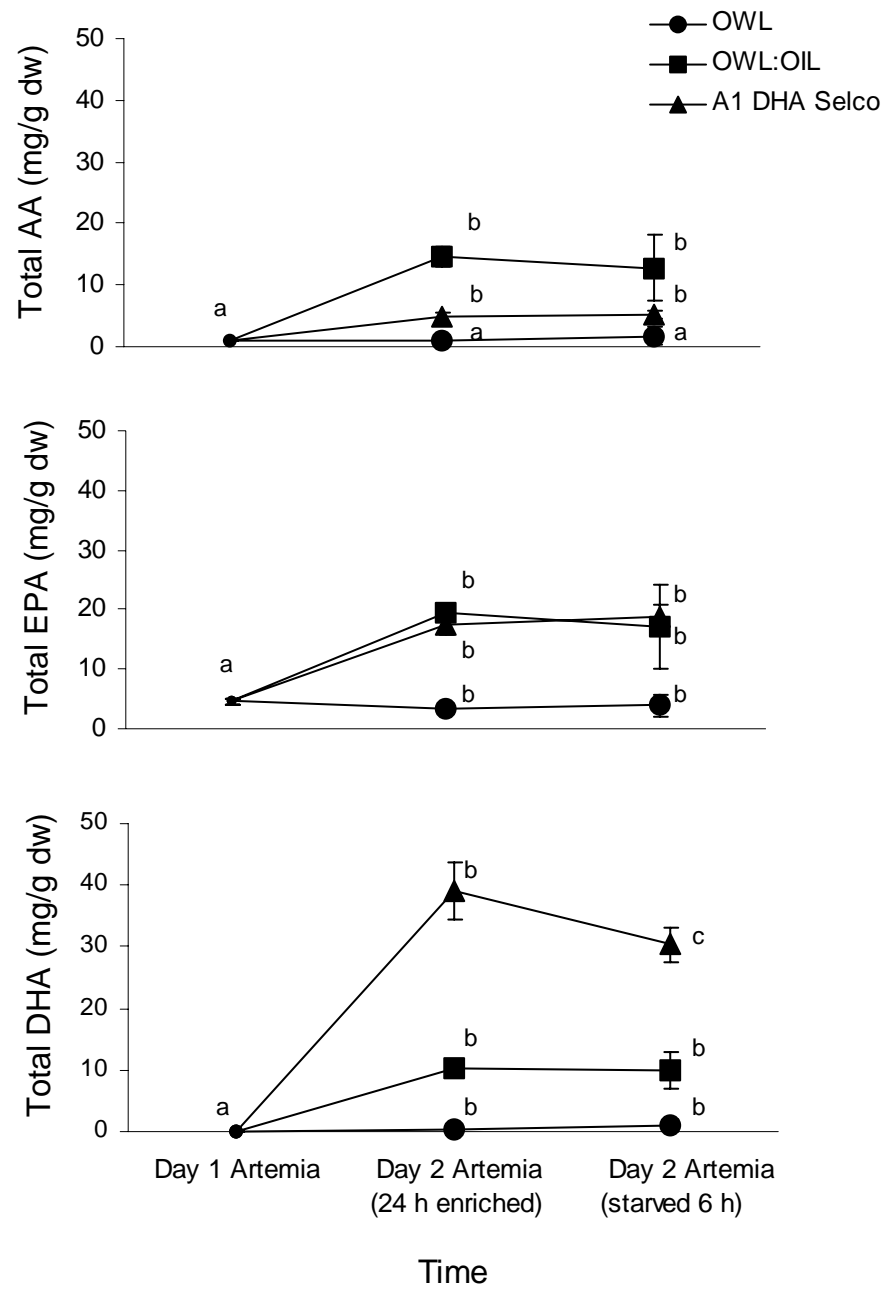 OWL
OWL:OIL
A1 DHA Selco
Total AA (mg/g dw)
50
40
30
20
10
0
a
b
b
a
b
b
a
Total EPA (mg/g dw)
50
40
30
20
10
0
a
b
b
b
b
b
b
Total DHA (mg/g dw)
50
40
30
20
10
0
a
b
b
b
c
b
b
Day 1 Artemia
Day 2 Artemia
(24 h enriched)
Day 2 Artemia
(starved 6 h)
Time